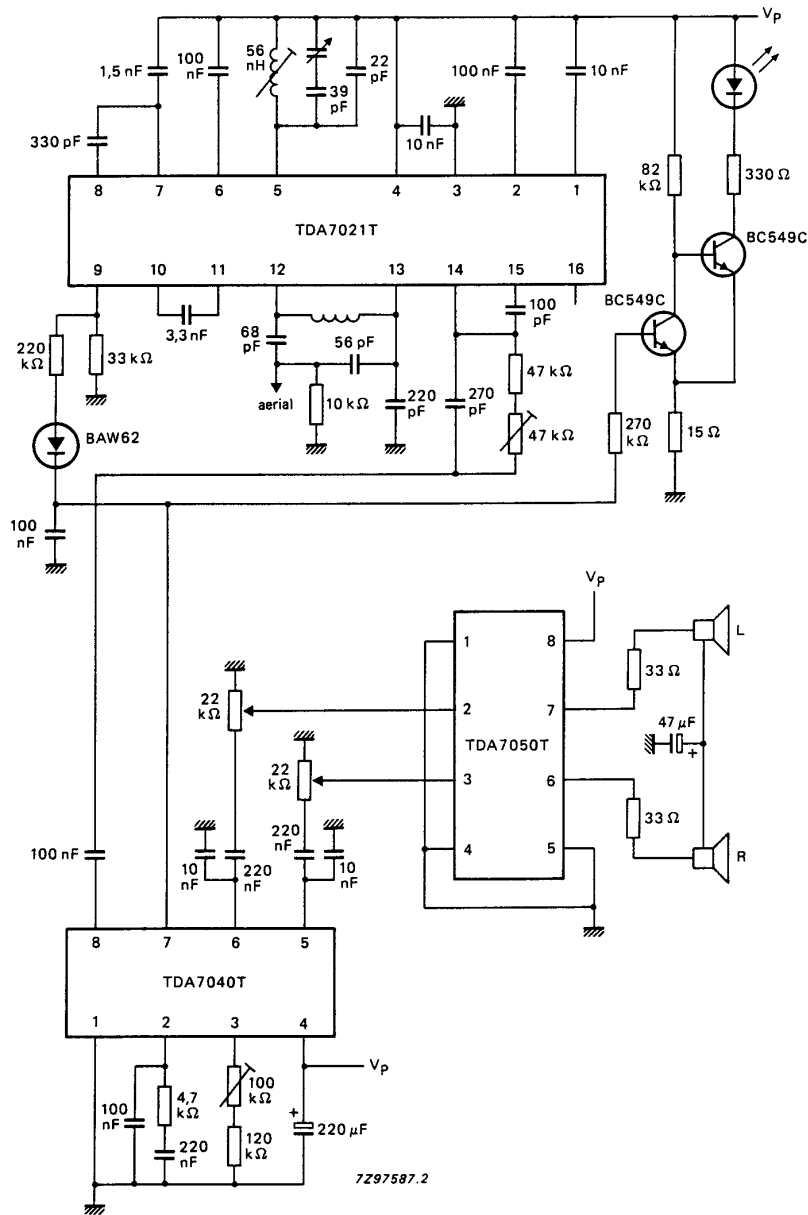 Vp
1,5 nF
100 nF
56 nH
39 pF
22 pF
100 nF
10 nF
330 pF
10 nF
82 kΩ
330 Ω
8 7 6 5 4 3 2 1
TDA7021T
BC549C
9 10 11 12 13 14 15 16
BC549C
3,3 nF
100 pF
220 kΩ
33 kΩ
68 pF
56 pF
47 kΩ
aerial
10 kΩ
220 pF
270 pF
47 kΩ
270 kΩ
15 Ω
BAW62
100 nF
Vp
1 8
L
33 Ω
22 kΩ
2 7
TDA7050T
47 μF
+
22 kΩ
3 6
33 Ω
4 5
R
100 nF
10 nF
220 nF
220 nF
10 nF
8 7 6 5
TDA7040T
1 2 3 4
Vp
100 nF
4,7 kΩ
220 nF
100 kΩ
120 kΩ
+
220 μF
7Z97587.2